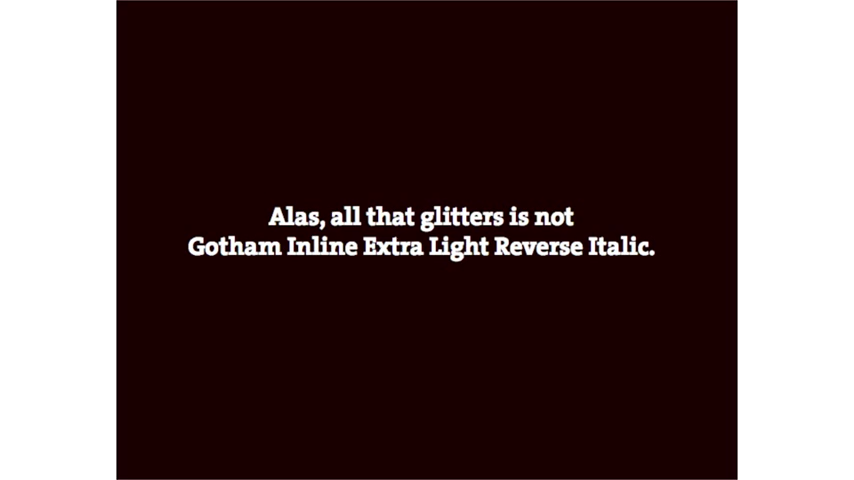 Alas, all that glitters is not
Gotham Inline Extra Light Reverse Italic.